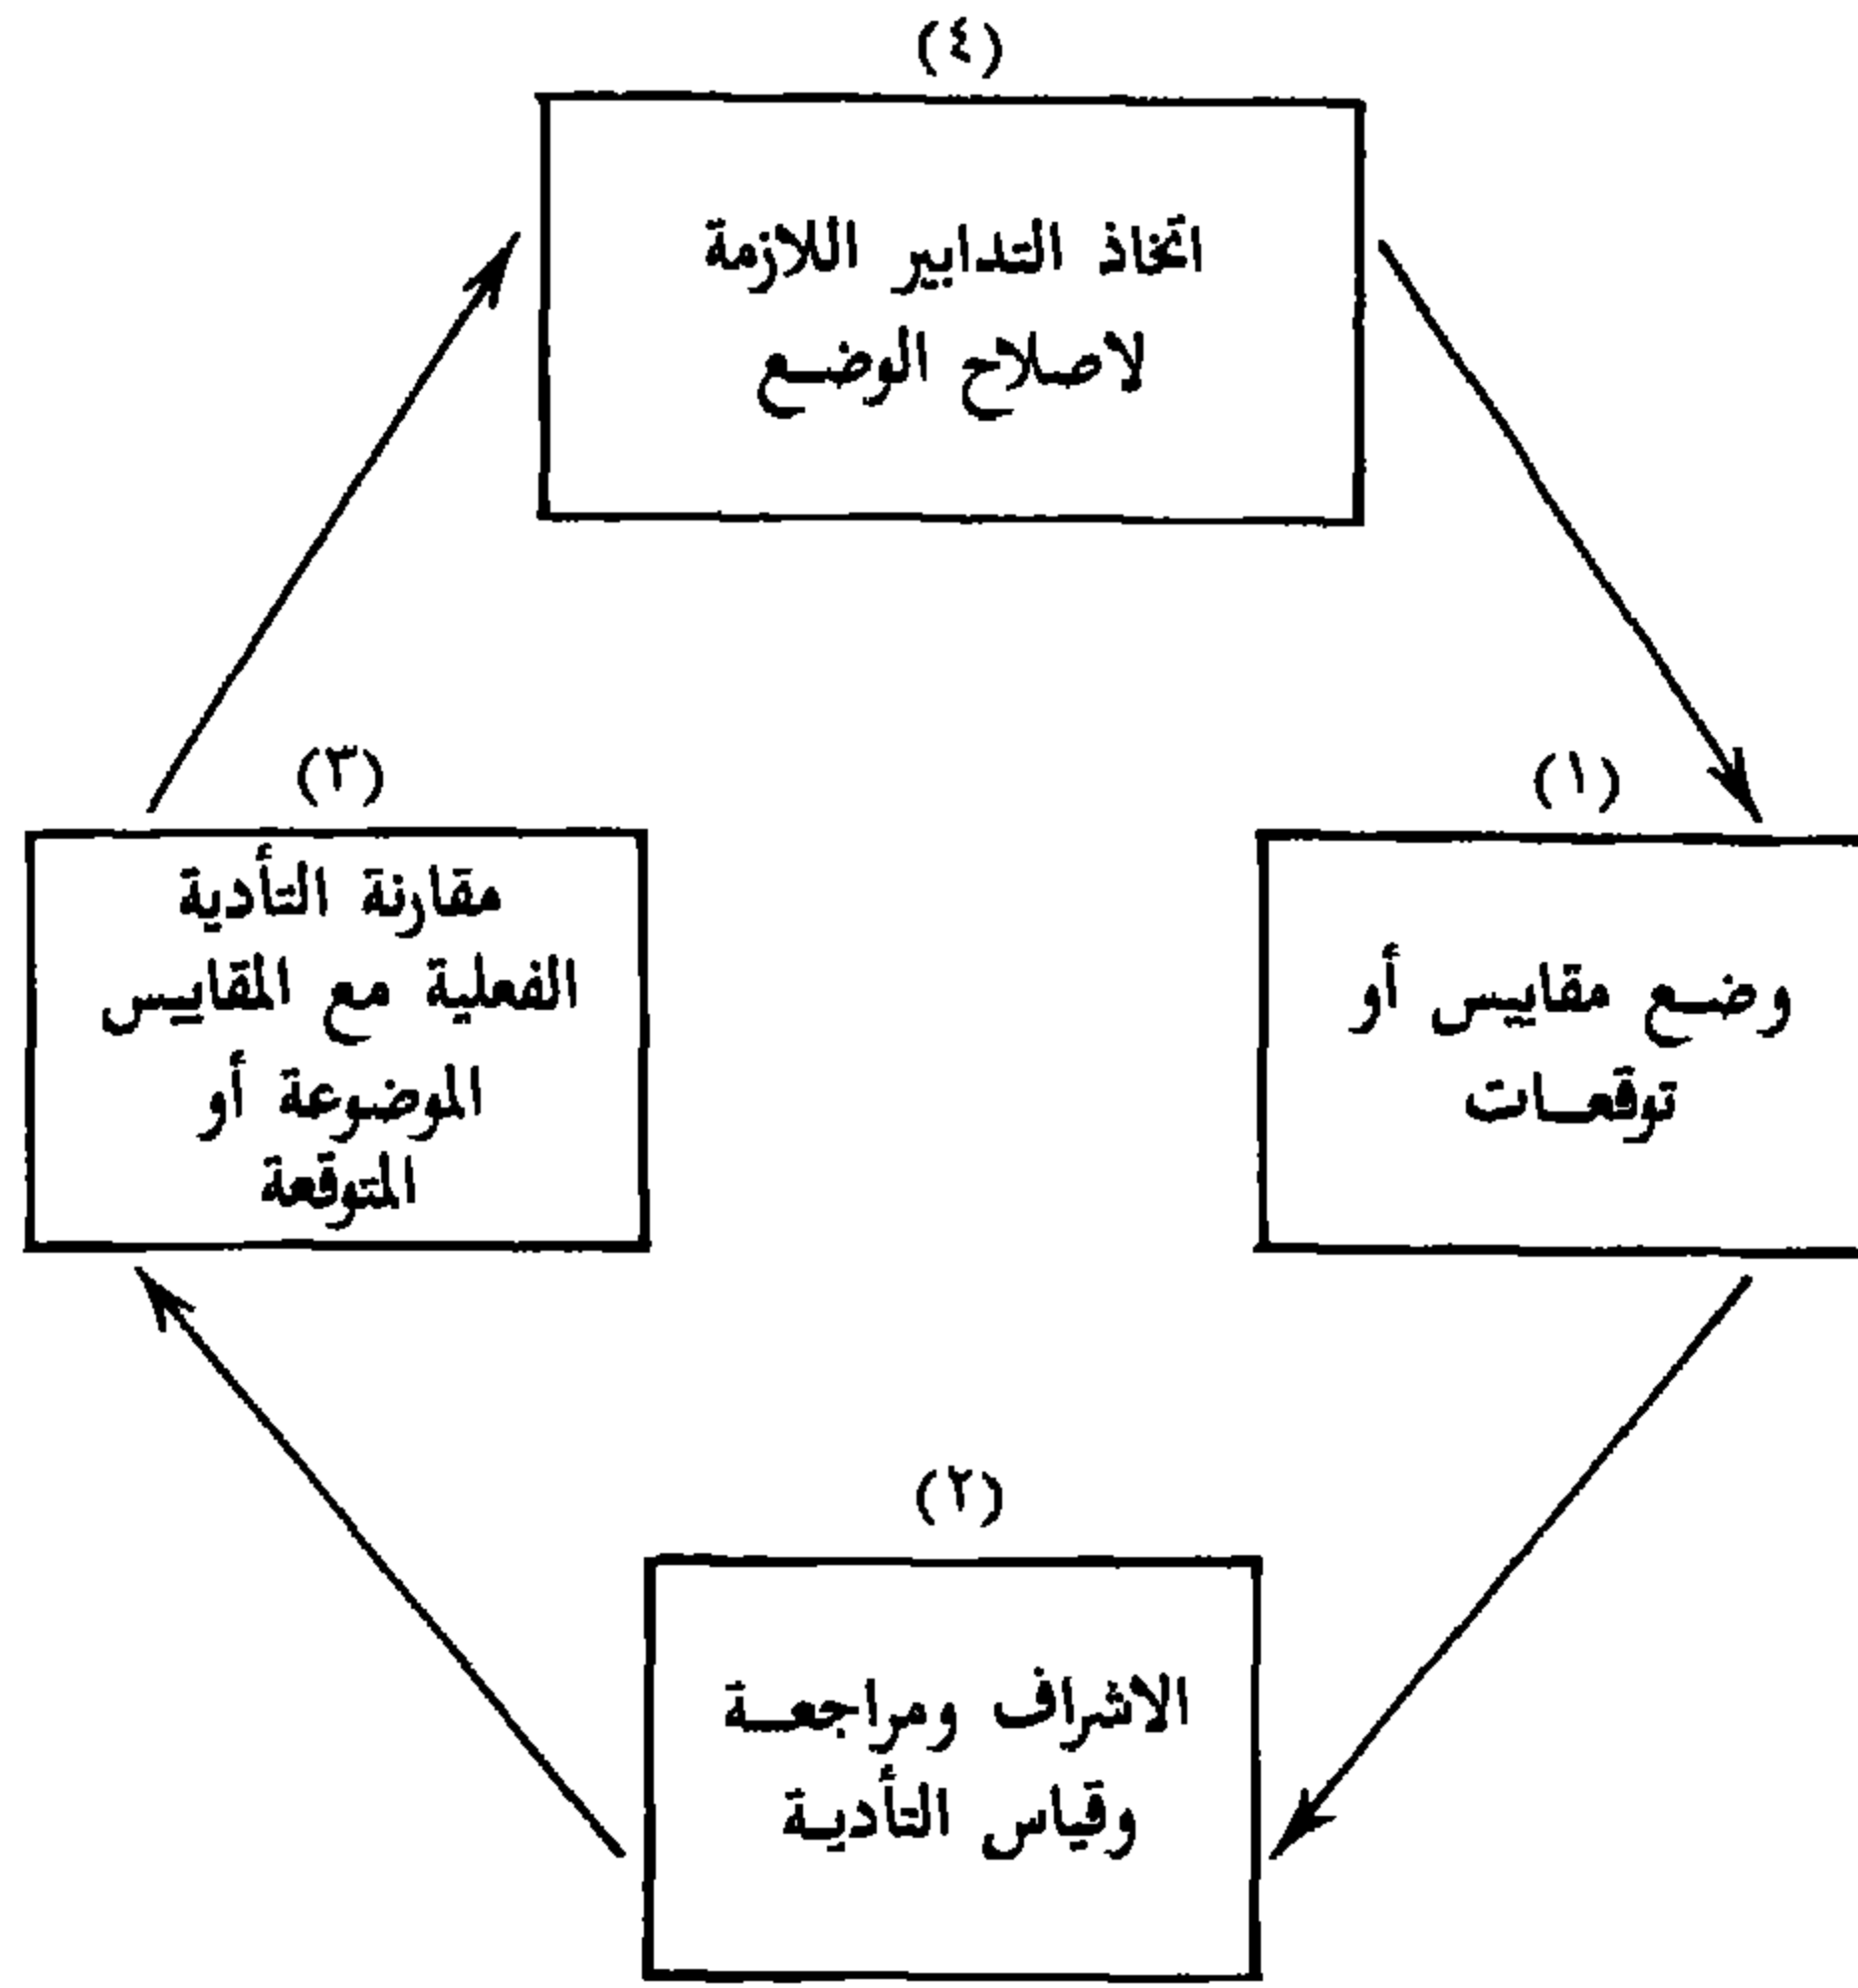 (٤)
اتخاذ التدابير اللازمة
لاصلاح الوضع
(١)
وضع مقاييس أو
توقعات
(٢)
الاشراف ومراجعة
وقياس التأدية
(٣)
مقارنة التأدية
الفعلية مع المقاييس
الموضوعة أو
المتوقعة